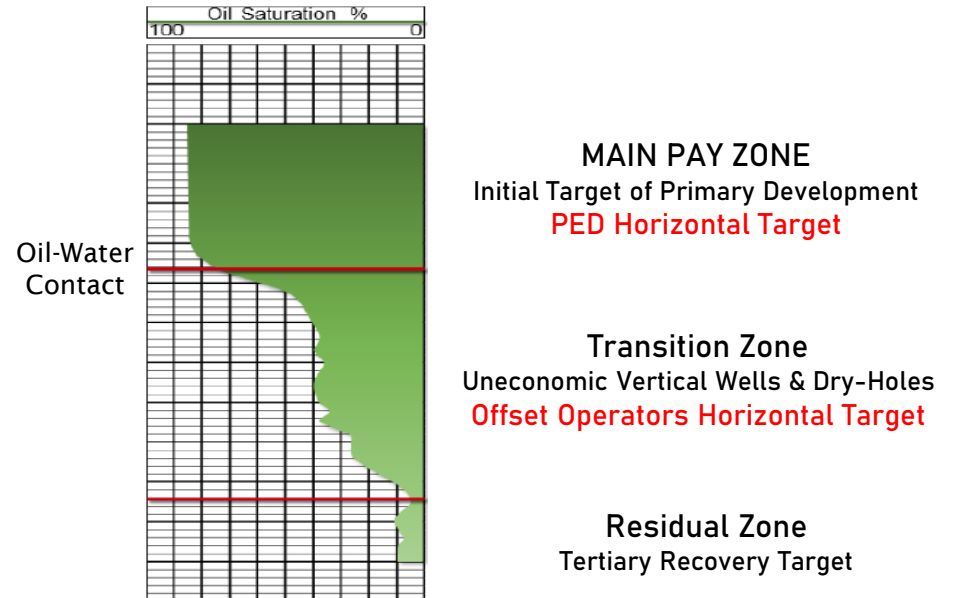 Oil Saturation %
100 0
MAIN PAY ZONE
Initial Target of Primary Development
PED Horizontal Target
Oil-Water
Contact
Transition Zone
Uneconomic Vertical Wells & Dry-Holes
Offset Operators Horizontal Target
Residual Zone
Tertiary Recovery Target